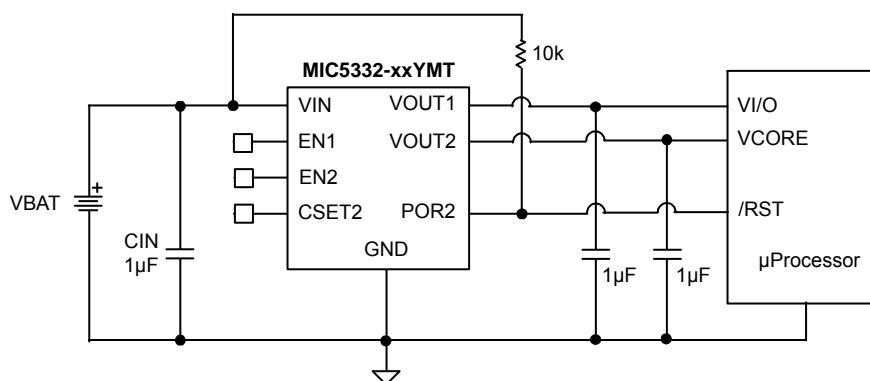 10k
MIC5332-xxYMT
VIN
VOUT1
VI/O
EN1
VOUT2
VCORE
EN2
VBAT
+
CSET2
POR2
/RST
GND
CIN
1µF
1µF
1µF
µProcessor